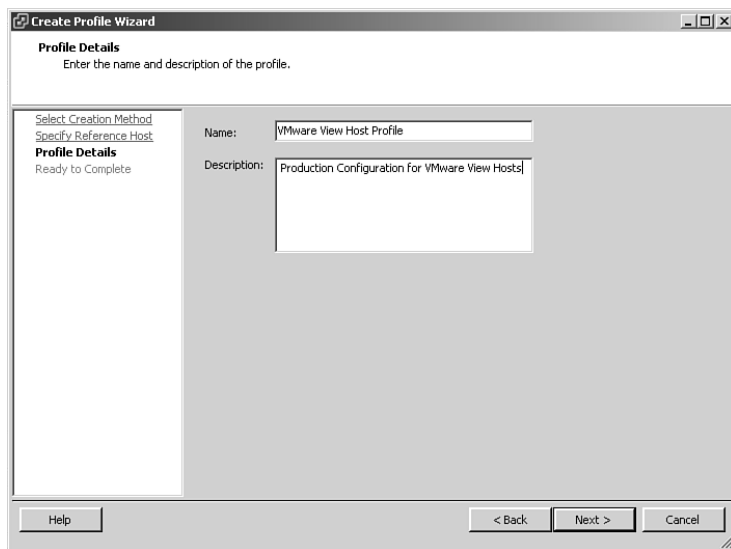 Create Profile Wizard
Profile Details
Enter the name and description of the profile.
Select Creation Method
Specify Reference Host
Profile Details
Ready to Complete
Name:
VMware View Host Profile
Description:
Production Configuration for VMware View Hosts
Help
< Back
Next >
Cancel